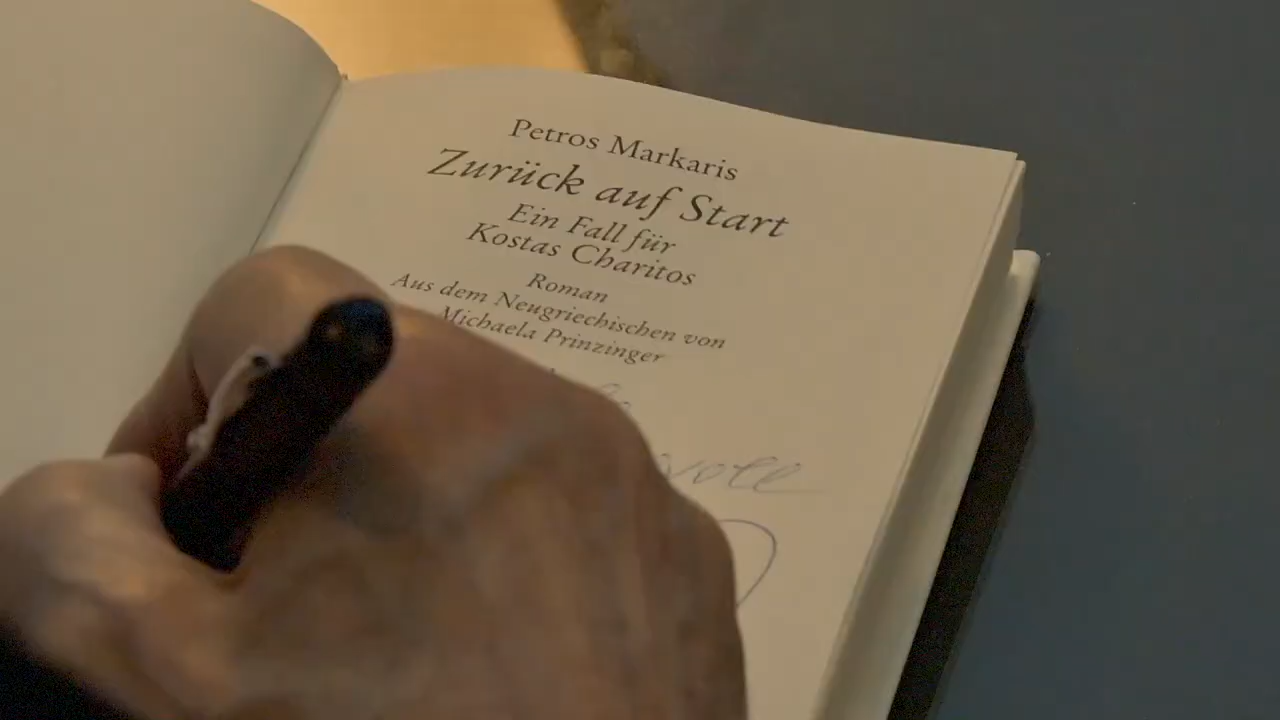 Petros Markaris
Zurück auf Start
Ein Fall für
Kostas Charitos
Roman
Aus dem Neugriechischen von
Michaela Prinzinger